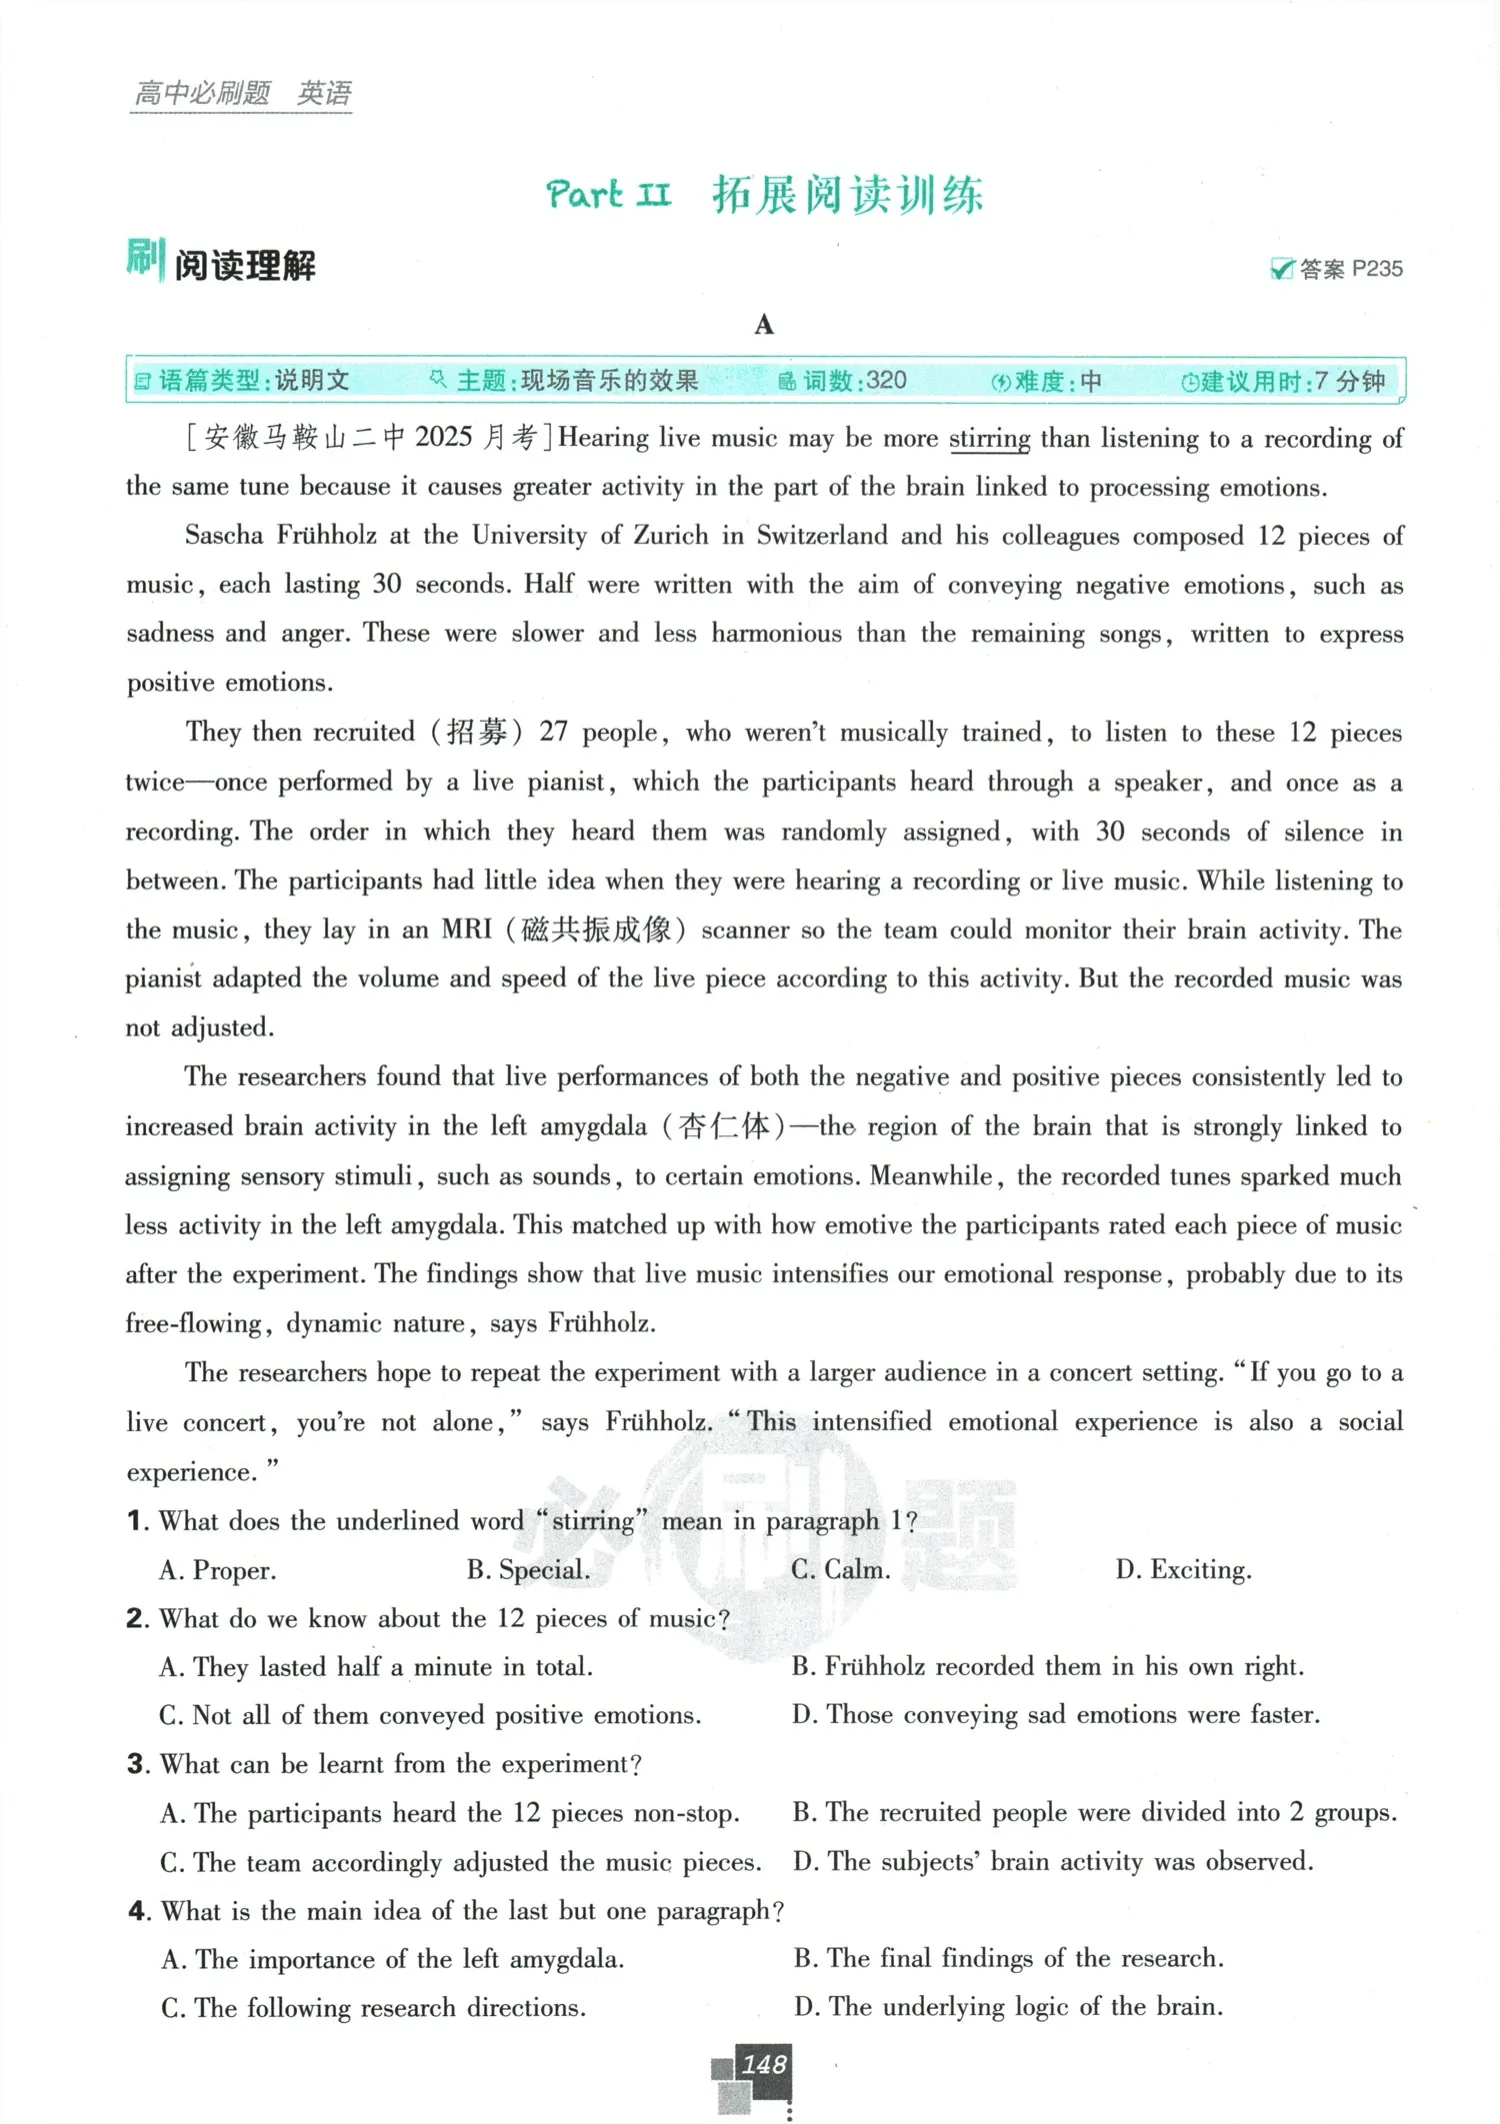 高中必刷题 英语
Part II 拓展阅读训练
刷 阅读理解
答案 P235
A
语篇类型:说明文 主题:现场音乐的效果 词数:320 难度:中 建议用时:7 分钟
[安徽马鞍山二中 2025 月考]Hearing live music may be more stirring than listening to a recording of
the same tune because it causes greater activity in the part of the brain linked to processing emotions.
Sascha Frühholz at the University of Zurich in Switzerland and his colleagues composed 12 pieces of
music, each lasting 30 seconds. Half were written with the aim of conveying negative emotions, such as
sadness and anger. These were slower and less harmonious than the remaining songs, written to express
positive emotions.
They then recruited (招募) 27 people, who weren't musically trained, to listen to these 12 pieces
twice—once performed by a live pianist, which the participants heard through a speaker, and once as a
recording. The order in which they heard them was randomly assigned, with 30 seconds of silence in
between. The participants had little idea when they were hearing a recording or live music. While listening to
the music, they lay in an MRI (磁共振成像) scanner so the team could monitor their brain activity. The
pianist adapted the volume and speed of the live piece according to this activity. But the recorded music was
not adjusted.
The researchers found that live performances of both the negative and positive pieces consistently led to
increased brain activity in the left amygdala (杏仁体)—the region of the brain that is strongly linked to
assigning sensory stimuli, such as sounds, to certain emotions. Meanwhile, the recorded tunes sparked much
less activity in the left amygdala. This matched up with how emotive the participants rated each piece of music
after the experiment. The findings show that live music intensifies our emotional response, probably due to its
free-flowing, dynamic nature, says Frühholz.
The researchers hope to repeat the experiment with a larger audience in a concert setting. “If you go to a
live concert, you're not alone,” says Frühholz. “This intensified emotional experience is also a social
experience.”
1. What does the underlined word “stirring” mean in paragraph 1?
A. Proper. B. Special. C. Calm. D. Exciting.
2. What do we know about the 12 pieces of music?
A. They lasted half a minute in total. B. Frühholz recorded them in his own right.
C. Not all of them conveyed positive emotions. D. Those conveying sad emotions were faster.
3. What can be learnt from the experiment?
A. The participants heard the 12 pieces non-stop. B. The recruited people were divided into 2 groups.
C. The team accordingly adjusted the music pieces. D. The subjects' brain activity was observed.
4. What is the main idea of the last but one paragraph?
A. The importance of the left amygdala. B. The final findings of the research.
C. The following research directions. D. The underlying logic of the brain.
必刷题
148